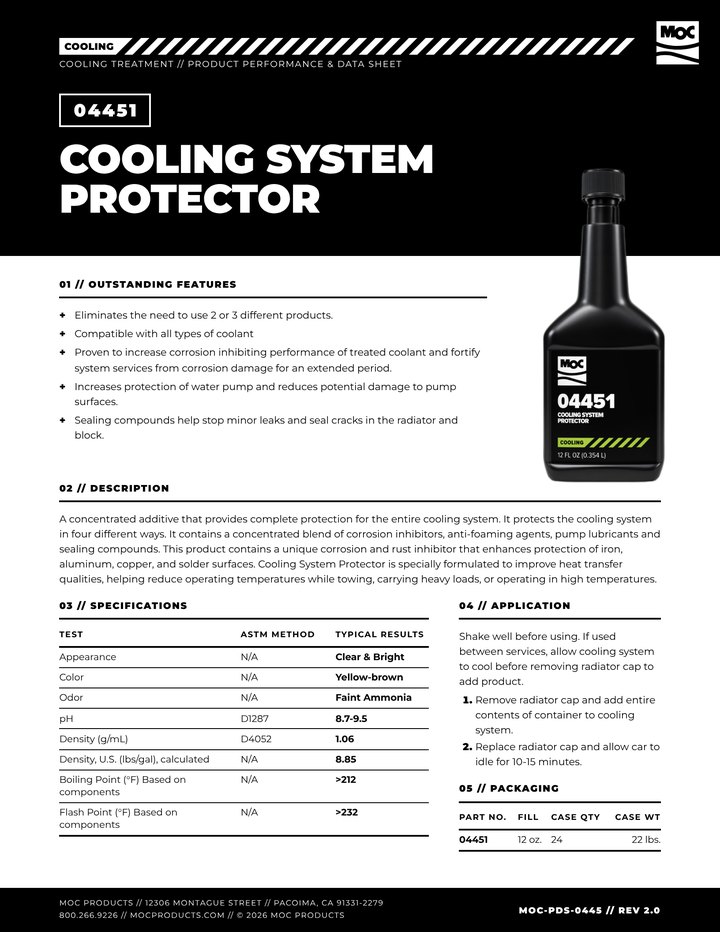 COOLING
MOC
COOLING TREATMENT // PRODUCT PERFORMANCE & DATA SHEET
04451
COOLING SYSTEM
PROTECTOR
01 // OUTSTANDING FEATURES
+ Eliminates the need to use 2 or 3 different products.
+ Compatible with all types of coolant
+ Proven to increase corrosion inhibiting performance of treated coolant and fortify
system services from corrosion damage for an extended period.
+ Increases protection of water pump and reduces potential damage to pump
surfaces.
+ Sealing compounds help stop minor leaks and seal cracks in the radiator and
block.
MOC
04451
COOLING SYSTEM
PROTECTOR
COOLING
12 FL OZ (0.354 L)
02 // DESCRIPTION
A concentrated additive that provides complete protection for the entire cooling system. It protects the cooling system
in four different ways. It contains a concentrated blend of corrosion inhibitors, anti-foaming agents, pump lubricants and
sealing compounds. This product contains a unique corrosion and rust inhibitor that enhances protection of iron,
aluminum, copper, and solder surfaces. Cooling System Protector is specially formulated to improve heat transfer
qualities, helping reduce operating temperatures while towing, carrying heavy loads, or operating in high temperatures.
03 // SPECIFICATIONS
TEST ASTM METHOD TYPICAL RESULTS
Appearance N/A Clear & Bright
Color N/A Yellow-brown
Odor N/A Faint Ammonia
pH D1287 8.7-9.5
Density (g/mL) D4052 1.06
Density, U.S. (lbs/gal), calculated N/A 8.85
Boiling Point (°F) Based on N/A >212
components
Flash Point (°F) Based on N/A >232
components
04 // APPLICATION
Shake well before using. If used
between services, allow cooling system
to cool before removing radiator cap to
add product.
1. Remove radiator cap and add entire
contents of container to cooling
system.
2. Replace radiator cap and allow car to
idle for 10-15 minutes.
05 // PACKAGING
PART NO. FILL CASE QTY CASE WT
04451 12 oz. 24 22 lbs.
MOC PRODUCTS // 12306 MONTAGUE STREET // PACOIMA, CA 91331-2279
800.266.9226 // MOCPRODUCTS.COM // © 2026 MOC PRODUCTS
MOC-PDS-0445 // REV 2.0